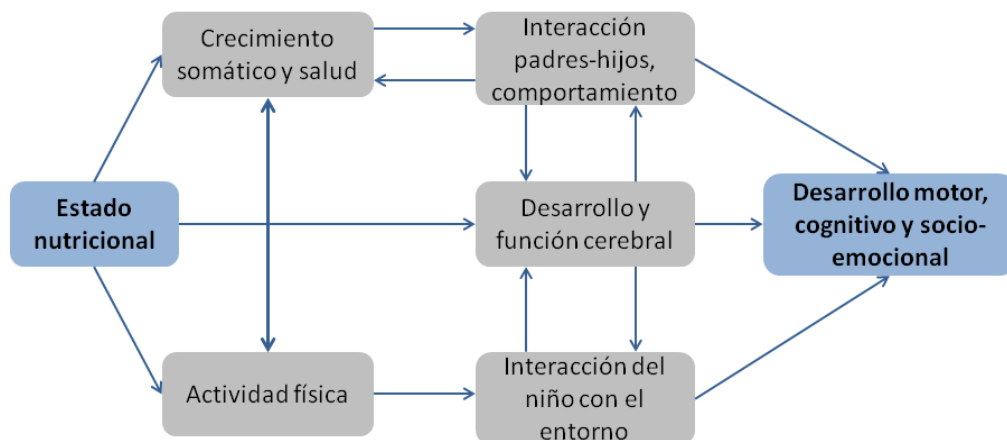 Crecimiento
somático y salud
Interacción
padres-hijos,
comportamiento
Estado
nutricional
Desarrollo y
función cerebral
Desarrollo motor,
cognitivo y socio-
emocional
Actividad física
Interacción del
niño con el
entorno